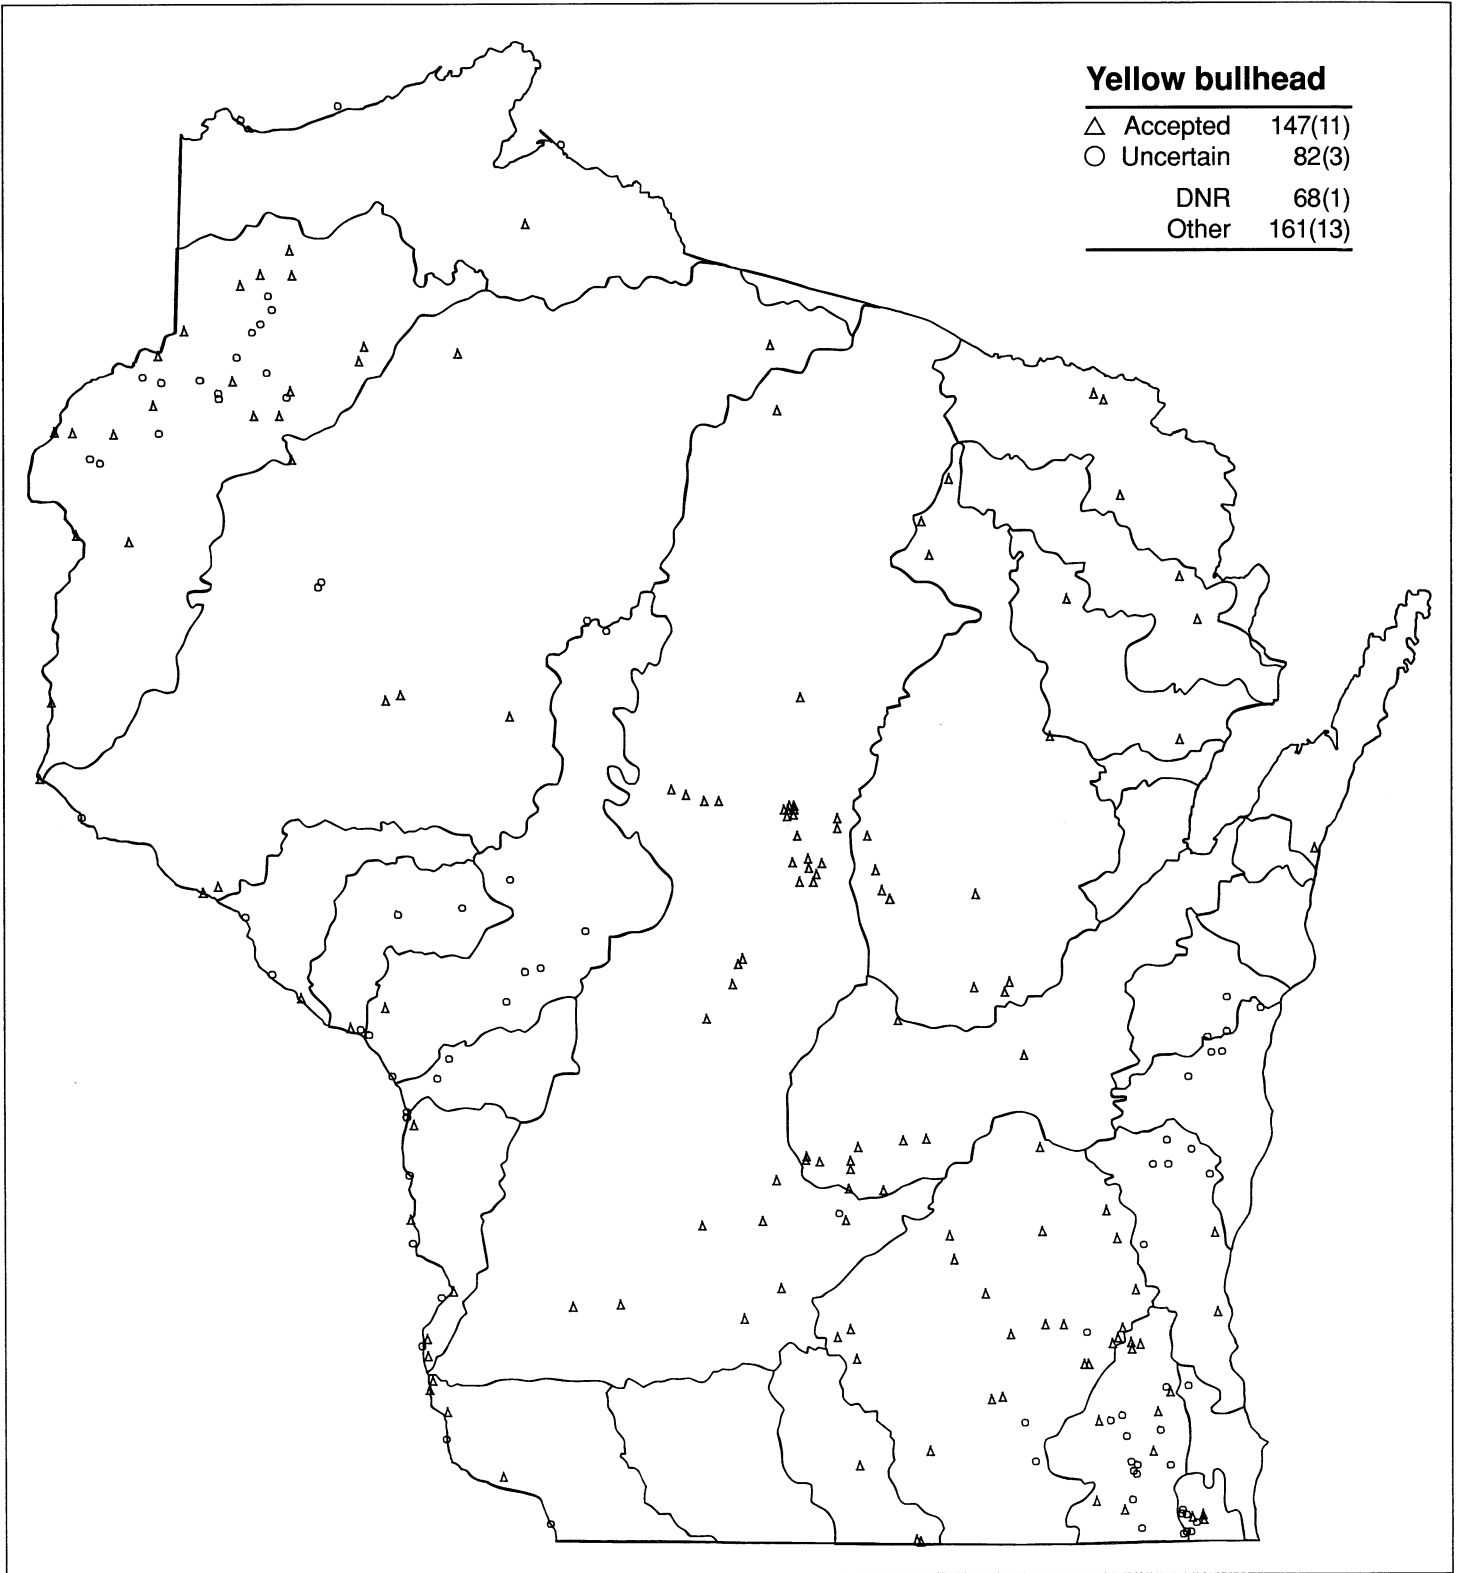 Yellow bullhead
△ Accepted 147(11)
○ Uncertain 82(3)
DNR 68(1)
Other 161(13)